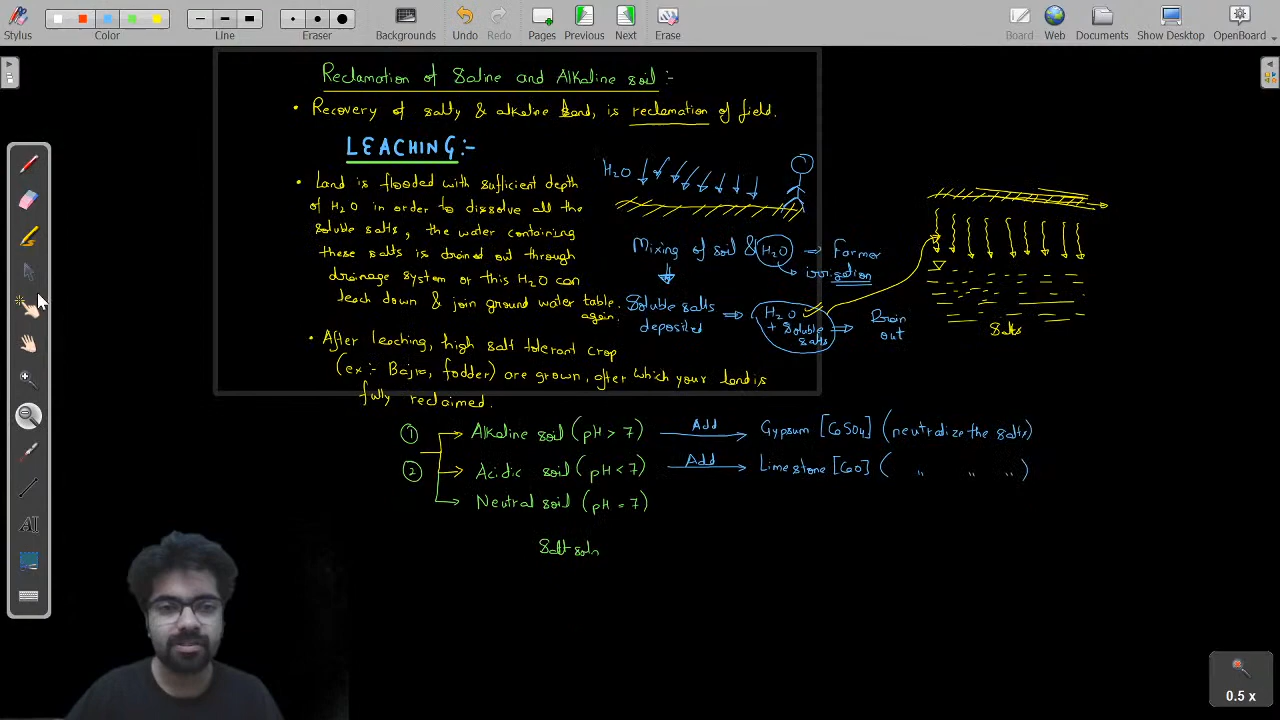 Stylus
Color
Line
Eraser
Backgrounds
Undo
Redo
Pages
Previous
Next
Erase
Board
Web
Documents
Show Desktop
OpenBoard
Reclamation of Saline and Alkaline soil :-
• Recovery of salty & alkaline land, is reclamation of field.
LEACHING :-
• Land is flooded with sufficient depth
of H2O in order to dissolve all the
soluble salts, the water containing
these salts is drained out through
drainage system or this H2O can
leach down & join ground water table
again.
• After leaching, high salt tolerant crop
(ex :- Bajra, fodder) are grown, after which your land is
fully reclaimed.
H2O
Mixing of soil & H2O ⇒ Farmer
irrigation
Soluble salts
deposited ⇒ H2O
+ Soluble
salts ⇒ Drain
out
Salts
① Alkaline soil (pH > 7) Add Gypsum [CaSO4] (neutralize the salts)
② Acidic soil (pH < 7) Add Limestone [CaO] ( " " " )
Neutral soil (pH = 7)
Salt soln
AI
0.5 x